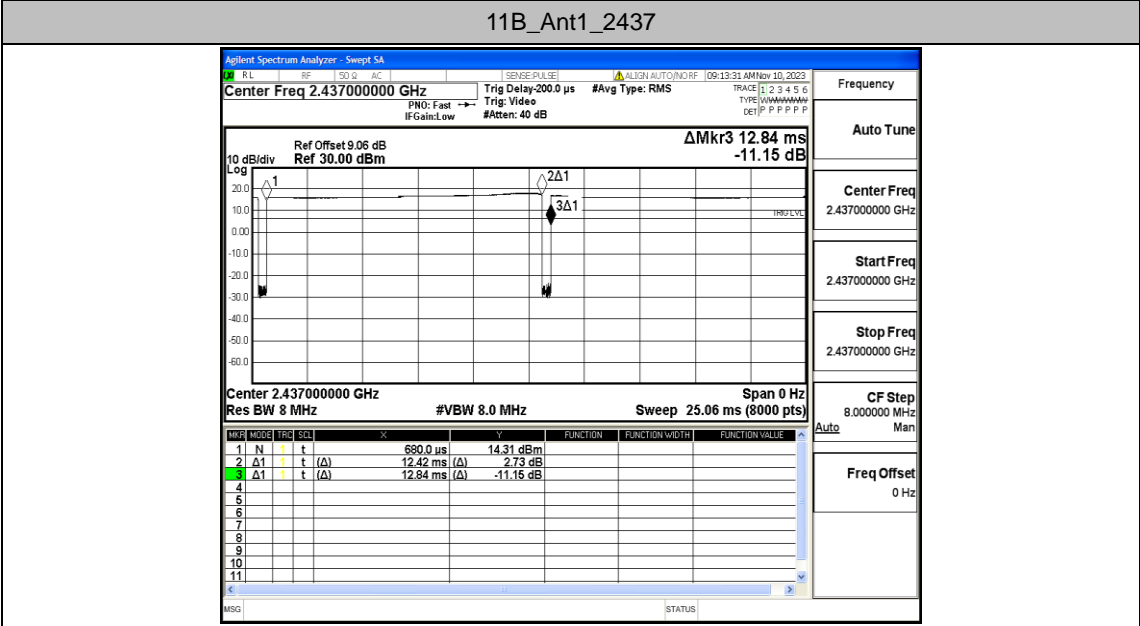 11B_Ant1_2437
Agilent Spectrum Analyzer - Swept SA
LXI RL RF 50 Ω AC SENSE:PULSE ALIGN AUTO/NO RF 09:13:31 AM Nov 10, 2023
Center Freq 2.437000000 GHz
PNO: Fast
IFGain:Low
Trig Delay-200.0 µs
Trig: Video
#Atten: 40 dB
#Avg Type: RMS
TRACE 1 2 3 4 5 6
TYPE WWWWWW
DET P P P P P P
ΔMkr3 12.84 ms
-11.15 dB
Ref Offset 9.06 dB
10 dB/div Ref 30.00 dBm
Log
1
2Δ1
3Δ1
TRIG LVL
20.0
10.0
0.00
-10.0
-20.0
-30.0
-40.0
-50.0
-60.0
Center 2.437000000 GHz Span 0 Hz
Res BW 8 MHz #VBW 8.0 MHz Sweep 25.06 ms (8000 pts)
MKR MODE TRC SCL X Y FUNCTION FUNCTION WIDTH FUNCTION VALUE
1 N 1 t 680.0 µs 14.31 dBm
2 Δ1 1 t (Δ) 12.42 ms (Δ) 2.73 dB
3 Δ1 1 t (Δ) 12.84 ms (Δ) -11.15 dB
4
5
6
7
8
9
10
11
MSG STATUS
Frequency
Auto Tune
Center Freq
2.437000000 GHz
Start Freq
2.437000000 GHz
Stop Freq
2.437000000 GHz
CF Step
8.000000 MHz
Auto Man
Freq Offset
0 Hz